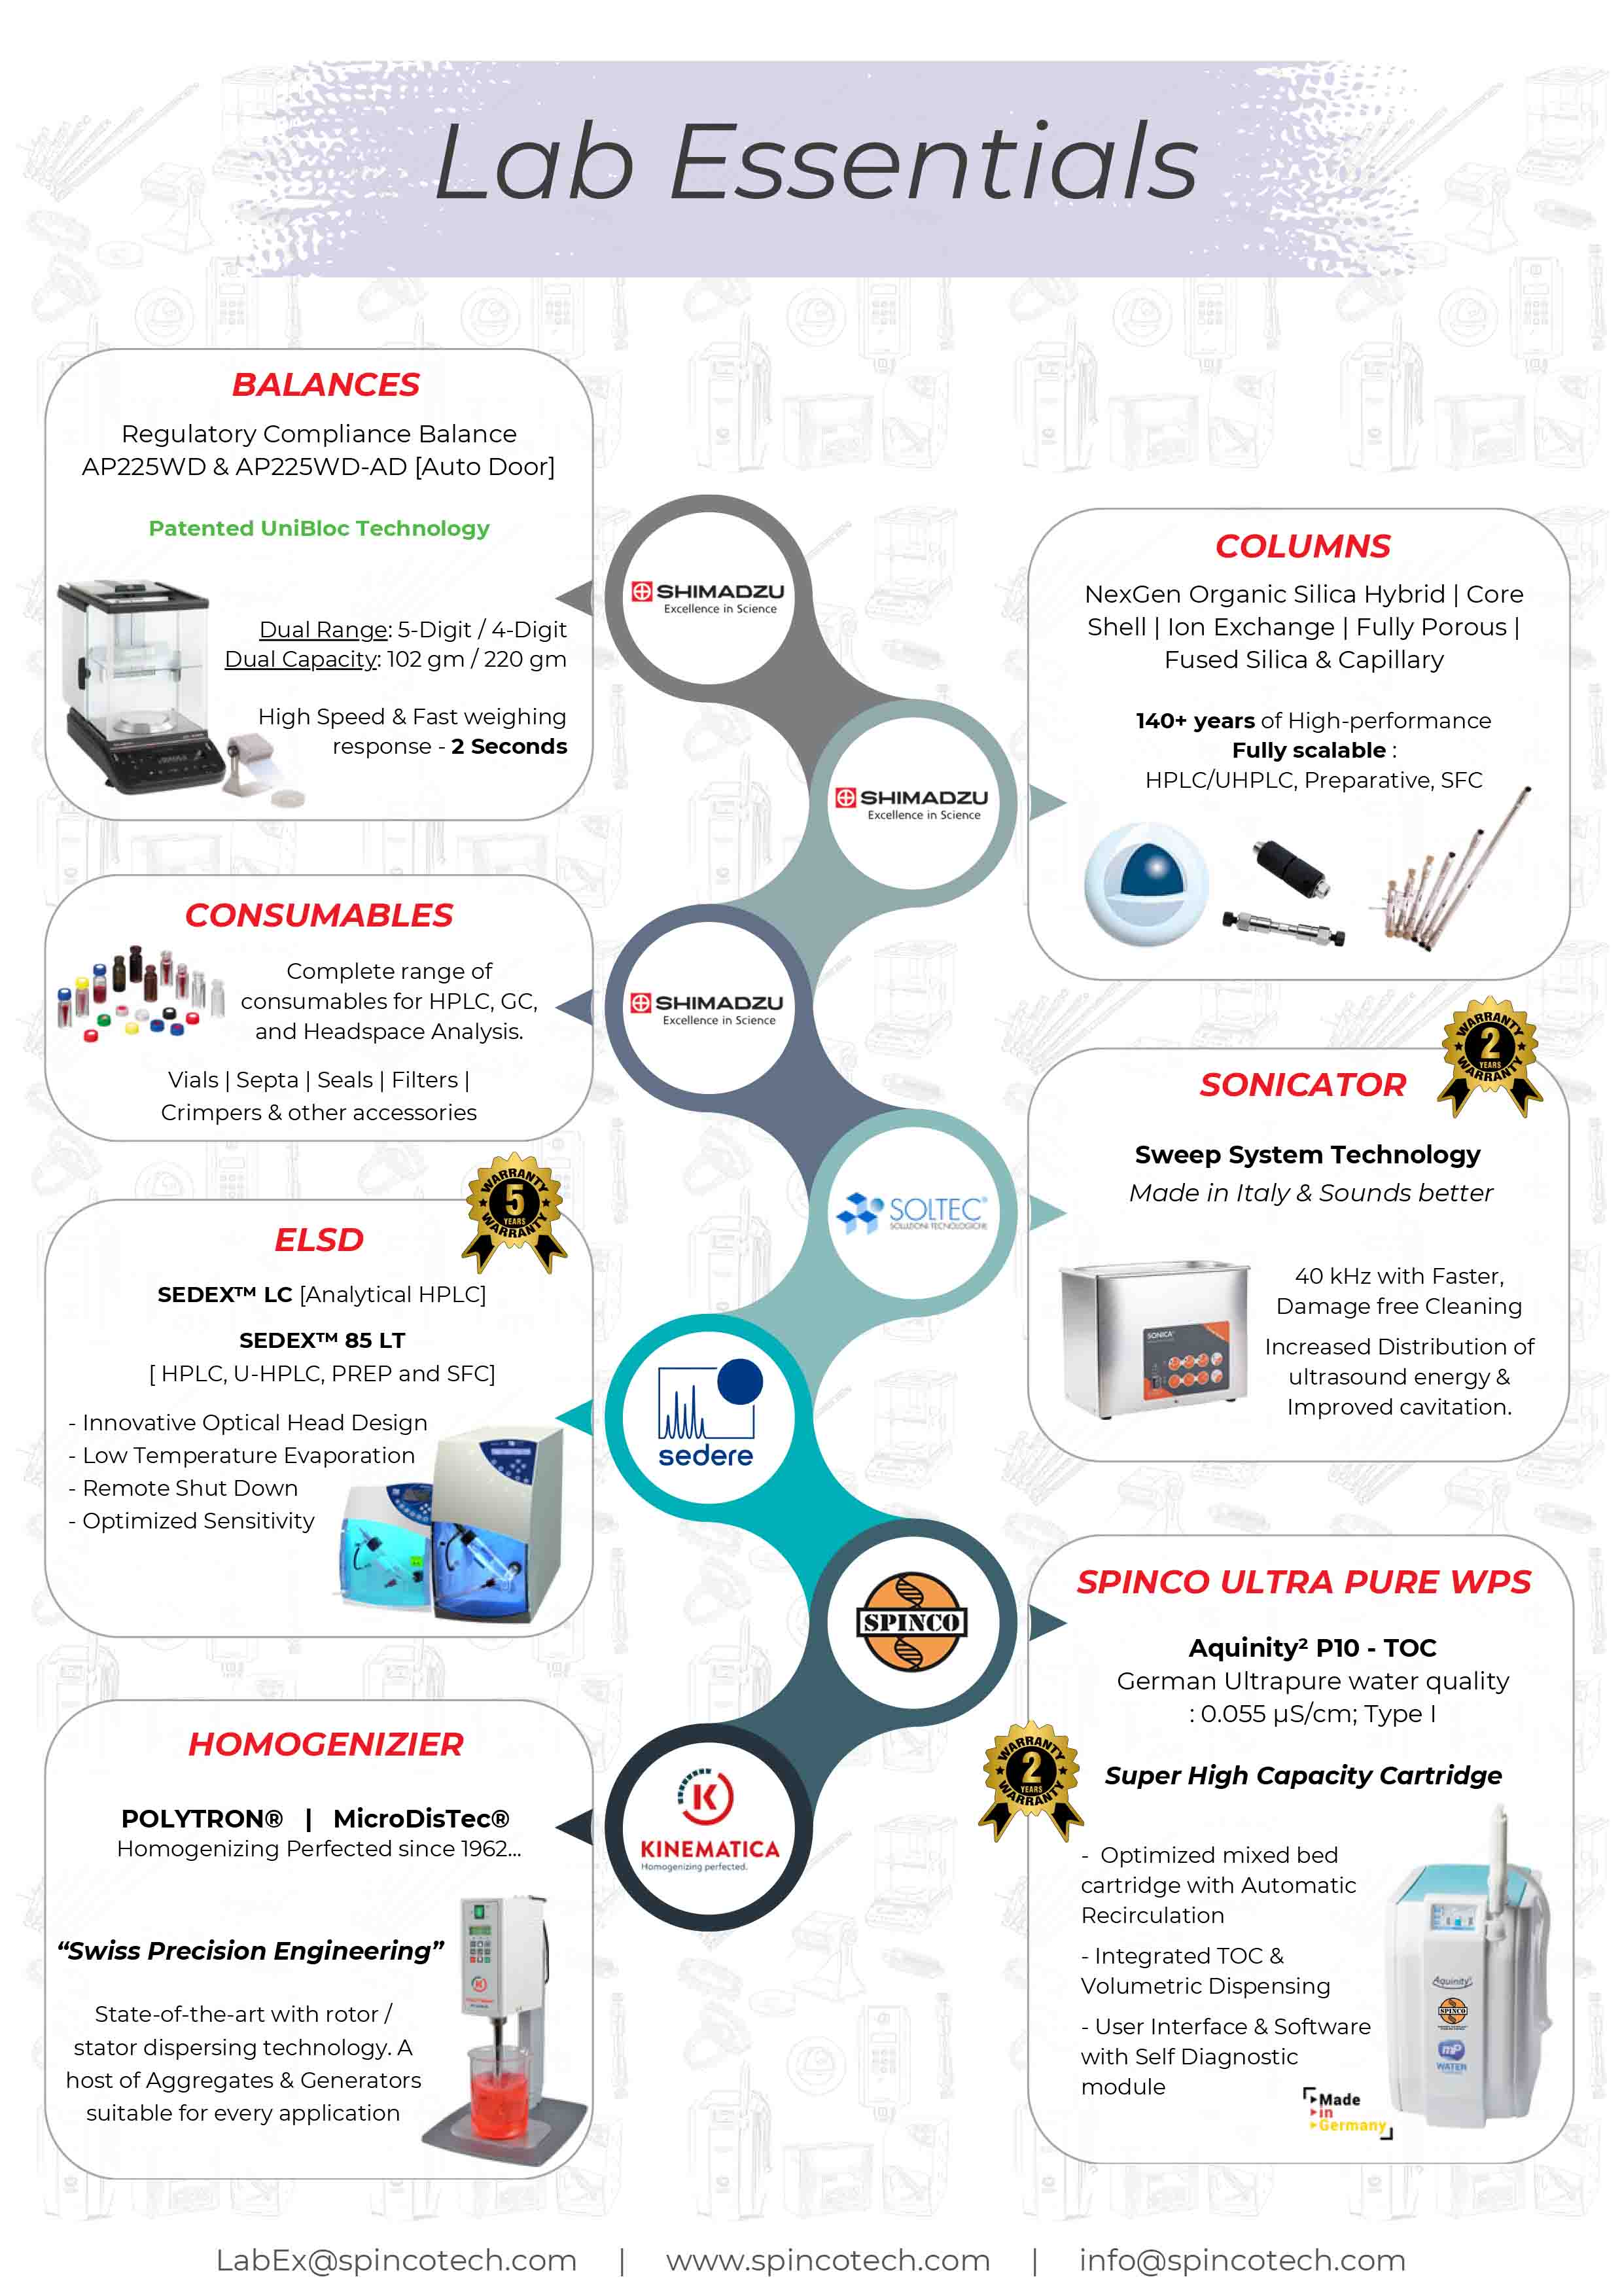 Lab Essentials
BALANCES
Regulatory Compliance Balance
AP225WD & AP225WD-AD [Auto Door]
Patented UniBloc Technology
Dual Range: 5-Digit / 4-Digit
Dual Capacity: 102 gm / 220 gm
High Speed & Fast weighing
response - 2 Seconds
SHIMADZU
Excellence in Science
COLUMNS
NexGen Organic Silica Hybrid | Core
Shell | Ion Exchange | Fully Porous |
Fused Silica & Capillary
140+ years of High-performance
Fully scalable :
HPLC/UHPLC, Preparative, SFC
SHIMADZU
Excellence in Science
CONSUMABLES
Complete range of
consumables for HPLC, GC,
and Headspace Analysis.
Vials | Septa | Seals | Filters |
Crimpers & other accessories
SHIMADZU
Excellence in Science
WARRANTY
2
YEARS
WARRANTY
SONICATOR
Sweep System Technology
Made in Italy & Sounds better
40 kHz with Faster,
Damage free Cleaning
Increased Distribution of
ultrasound energy &
Improved cavitation.
SONICA
SOLTEC®
SOLUZIONI TECNOLOGICHE
WARRANTY
5
YEARS
WARRANTY
ELSD
SEDEX™ LC [Analytical HPLC]
SEDEX™ 85 LT
[ HPLC, U-HPLC, PREP and SFC]
- Innovative Optical Head Design
- Low Temperature Evaporation
- Remote Shut Down
- Optimized Sensitivity
sedere
SPINCO
SPINCO ULTRA PURE WPS
Aquinity² P10 - TOC
German Ultrapure water quality
: 0.055 µS/cm; Type I
WARRANTY
2
YEARS
WARRANTY
Super High Capacity Cartridge
- Optimized mixed bed
cartridge with Automatic
Recirculation
- Integrated TOC &
Volumetric Dispensing
- User Interface & Software
with Self Diagnostic
module
Made
in
Germany
Aquinity²
SPINCO
mP
WATER
HOMOGENIZIER
POLYTRON® | MicroDisTec®
Homogenizing Perfected since 1962...
“Swiss Precision Engineering”
State-of-the-art with rotor /
stator dispersing technology. A
host of Aggregates & Generators
suitable for every application
K
KINEMATICA
Homogenizing perfected.
LabEx@spincotech.com | www.spincotech.com | info@spincotech.com